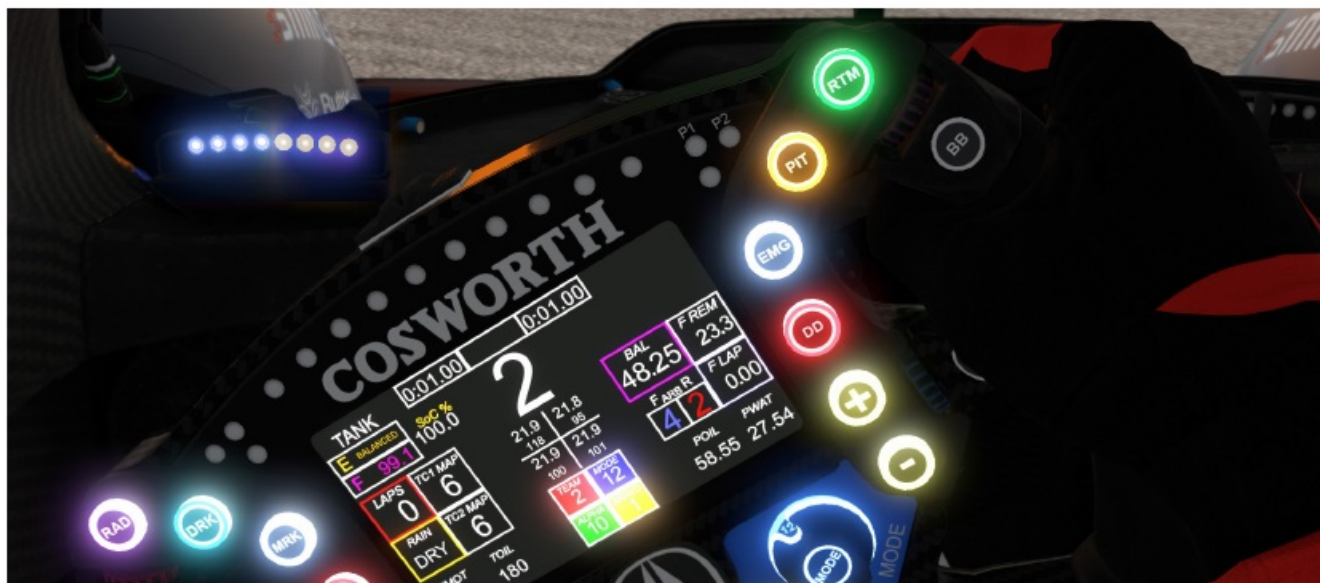 RTM
P1 P2
BB
PIT
EMG
COSWORTH
DD
0:01.00
0:01.00
2
BAL
48.25
F REM
23.3
F LAP
0.00
F ARB R
4 2
POIL
58.55
PWAT
27.54
+
-
TANK
E BALANCED
F 99.1
SoC %
100.0
21.9 21.8
118 95
21.9 21.9
100 101
LAPS
0
TC1 MAP
6
RAIN
DRY
TC2 MAP
6
TEAM
2
MODE
12
ALPHA
10
1
TOIL
180
RAD
DRK
MRK
12
MODE
MODE